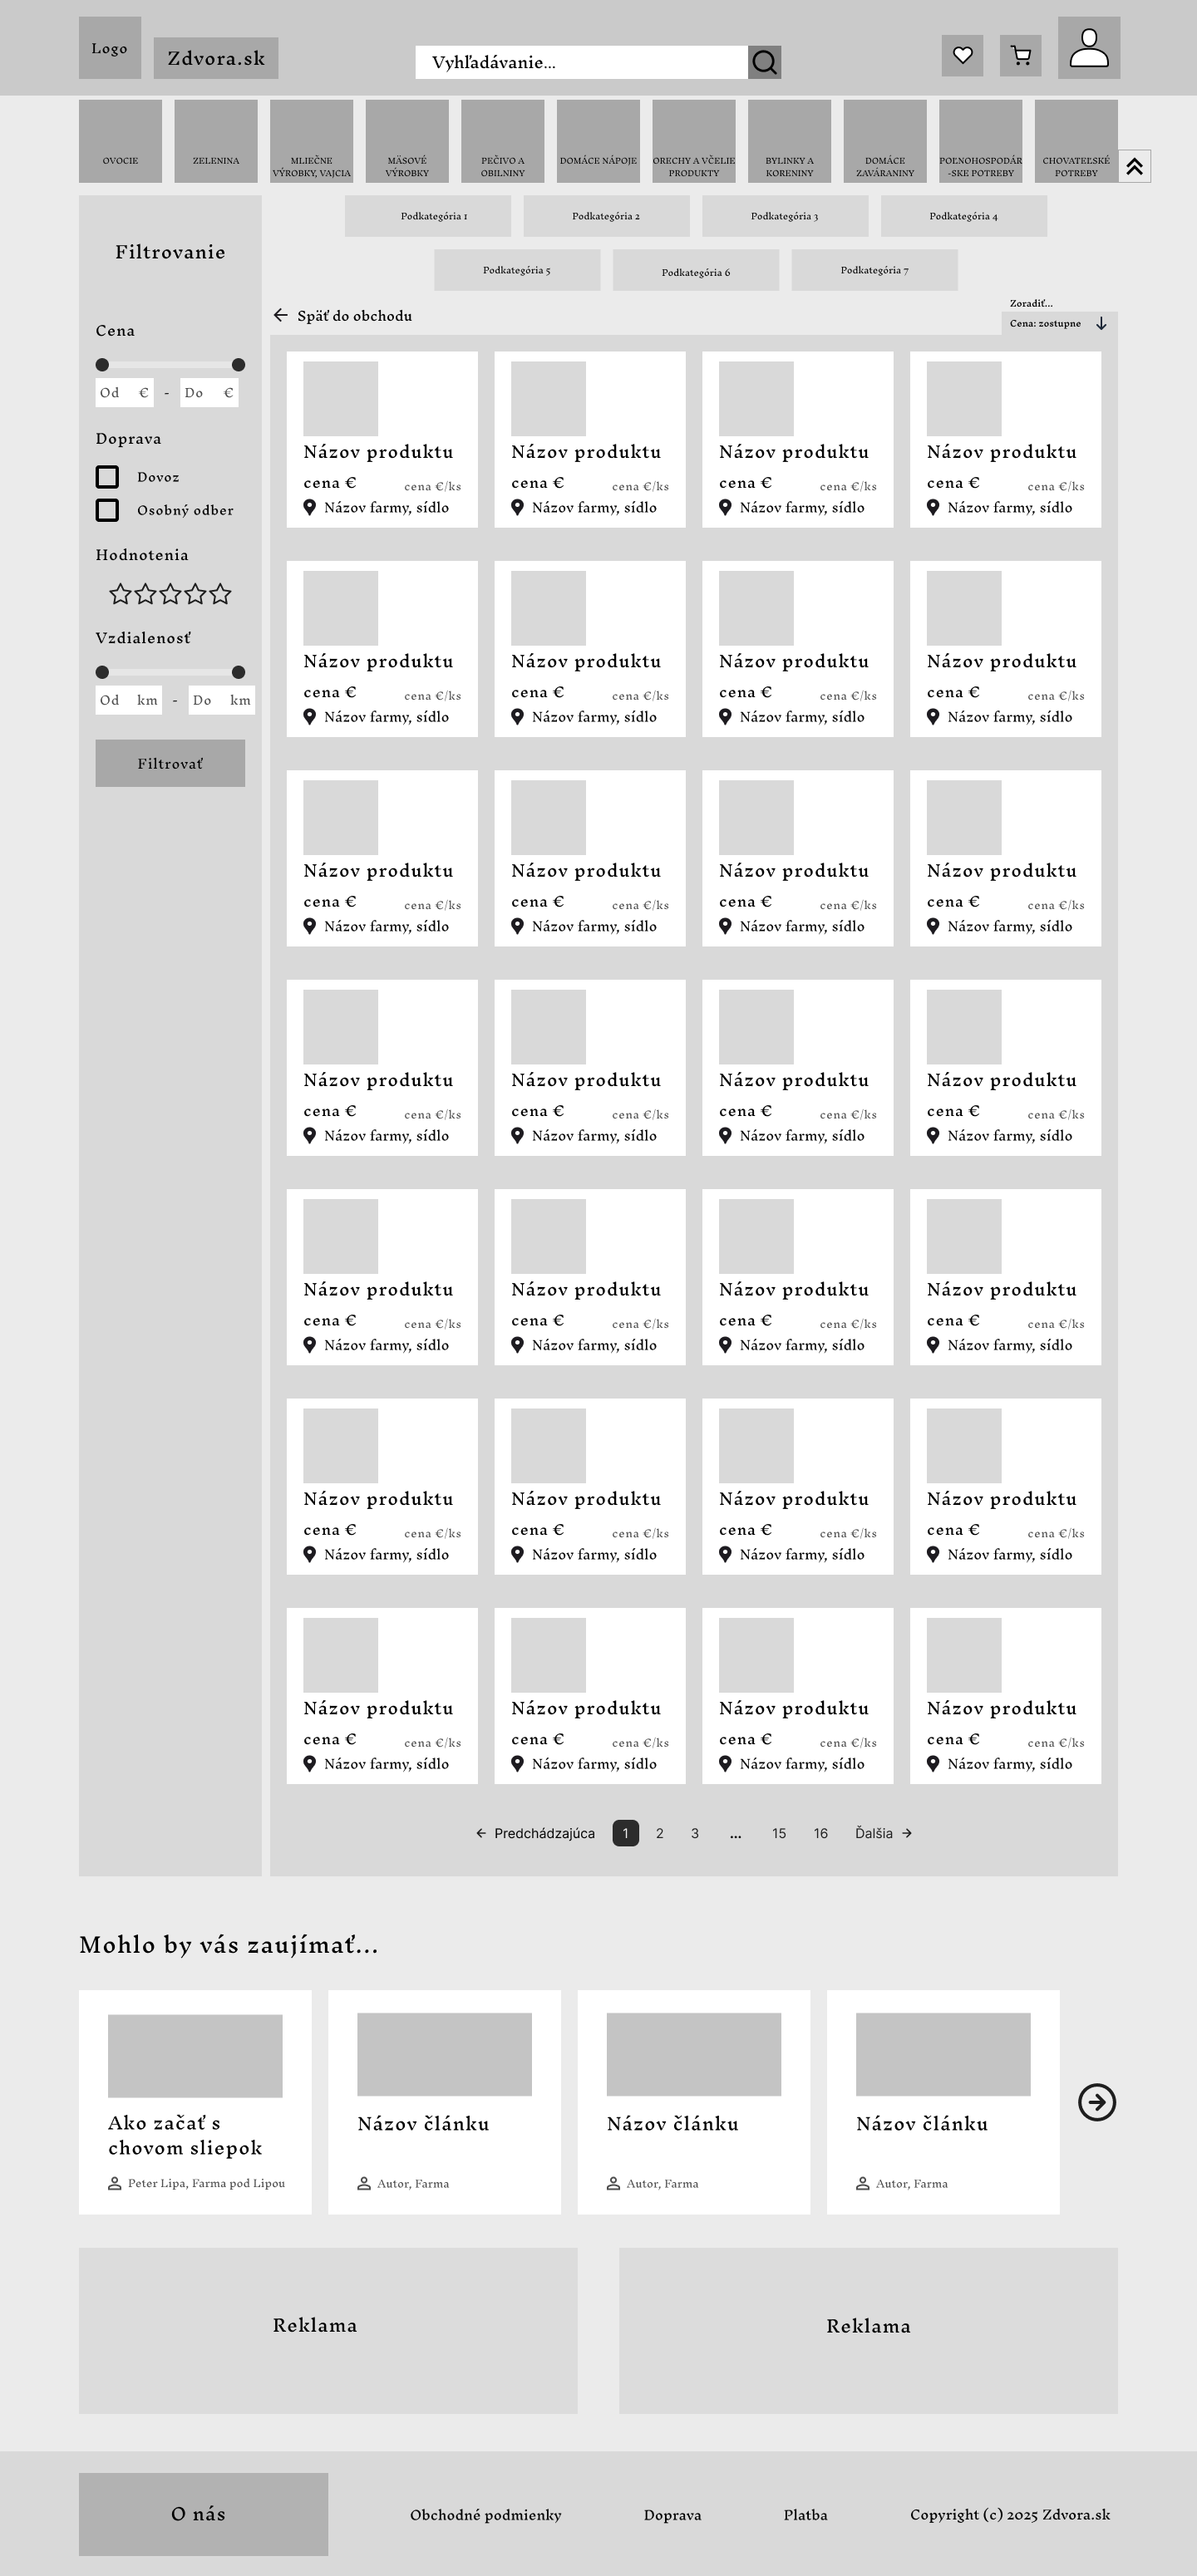 Logo
Zdvora.sk
Vyhľadávanie...
OVOCIE
ZELENINA
MLIEČNE
VÝROBKY, VAJCIA
MÄSOVÉ
VÝROBKY
PEČIVO A
OBILNINY
DOMÁCE NÁPOJE
ORECHY A VČELIE
PRODUKTY
BYLINKY A
KORENINY
DOMÁCE
ZAVÁRANINY
POĽNOHOSPODÁR
-SKE POTREBY
CHOVATEĽSKÉ
POTREBY
Podkategória 1
Podkategória 2
Podkategória 3
Podkategória 4
Podkategória 5
Podkategória 6
Podkategória 7
Filtrovanie
Cena
Od € - Do €
Doprava
Dovoz
Osobný odber
Hodnotenia
Vzdialenosť
Od km - Do km
Filtrovať
Späť do obchodu
Zoradiť...
Cena: zostupne
Názov produktu Názov produktu Názov produktu Názov produktu
cena € cena €/ks cena € cena €/ks cena € cena €/ks cena € cena €/ks
Názov farmy, sídlo Názov farmy, sídlo Názov farmy, sídlo Názov farmy, sídlo
Názov produktu Názov produktu Názov produktu Názov produktu
cena € cena €/ks cena € cena €/ks cena € cena €/ks cena € cena €/ks
Názov farmy, sídlo Názov farmy, sídlo Názov farmy, sídlo Názov farmy, sídlo
Názov produktu Názov produktu Názov produktu Názov produktu
cena € cena €/ks cena € cena €/ks cena € cena €/ks cena € cena €/ks
Názov farmy, sídlo Názov farmy, sídlo Názov farmy, sídlo Názov farmy, sídlo
Názov produktu Názov produktu Názov produktu Názov produktu
cena € cena €/ks cena € cena €/ks cena € cena €/ks cena € cena €/ks
Názov farmy, sídlo Názov farmy, sídlo Názov farmy, sídlo Názov farmy, sídlo
Názov produktu Názov produktu Názov produktu Názov produktu
cena € cena €/ks cena € cena €/ks cena € cena €/ks cena € cena €/ks
Názov farmy, sídlo Názov farmy, sídlo Názov farmy, sídlo Názov farmy, sídlo
Názov produktu Názov produktu Názov produktu Názov produktu
cena € cena €/ks cena € cena €/ks cena € cena €/ks cena € cena €/ks
Názov farmy, sídlo Názov farmy, sídlo Názov farmy, sídlo Názov farmy, sídlo
Názov produktu Názov produktu Názov produktu Názov produktu
cena € cena €/ks cena € cena €/ks cena € cena €/ks cena € cena €/ks
Názov farmy, sídlo Názov farmy, sídlo Názov farmy, sídlo Názov farmy, sídlo
Predchádzajúca 1 2 3 ... 15 16 Ďalšia
Mohlo by vás zaujímať...
Ako začať s
chovom sliepok
Peter Lipa, Farma pod Lipou
Názov článku
Autor, Farma
Názov článku
Autor, Farma
Názov článku
Autor, Farma
Reklama
Reklama
O nás
Obchodné podmienky
Doprava
Platba
Copyright (c) 2025 Zdvora.sk